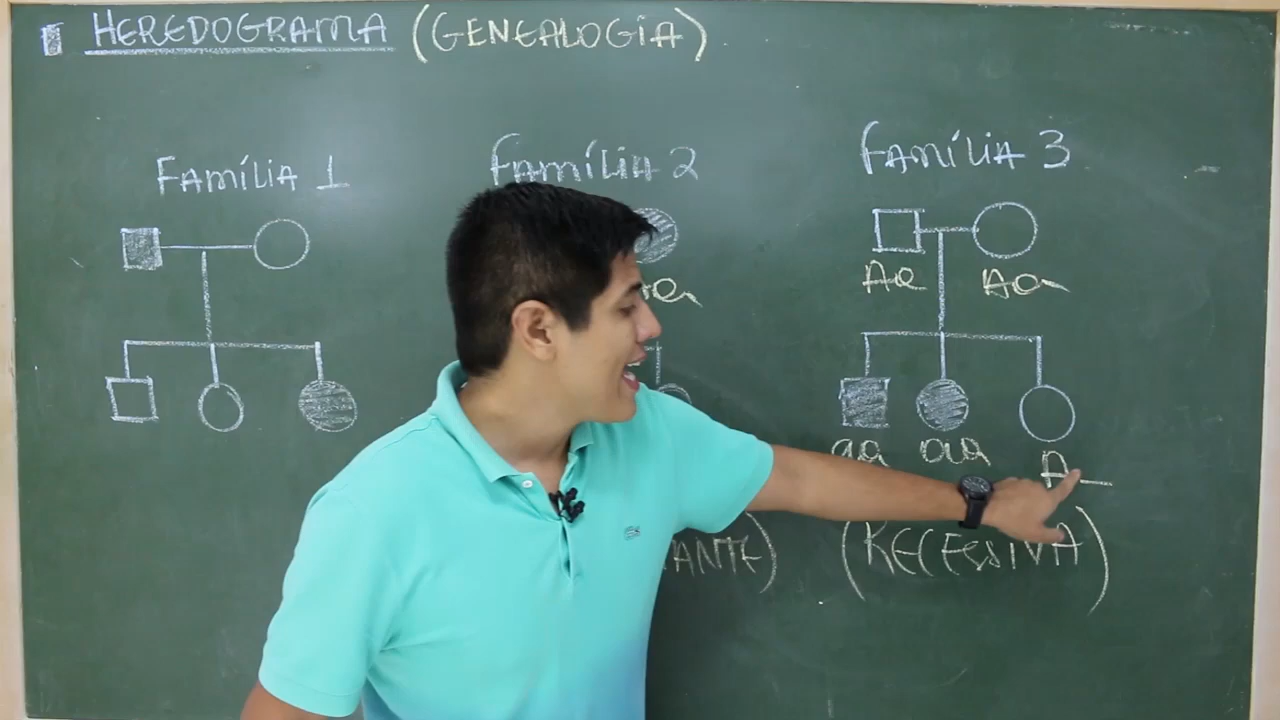 HEREDOGRAMA (GENEALOGIA)
Família 1
Família 2
Família 3
Aa Aa
aa aa A_
(RECESSIVA)